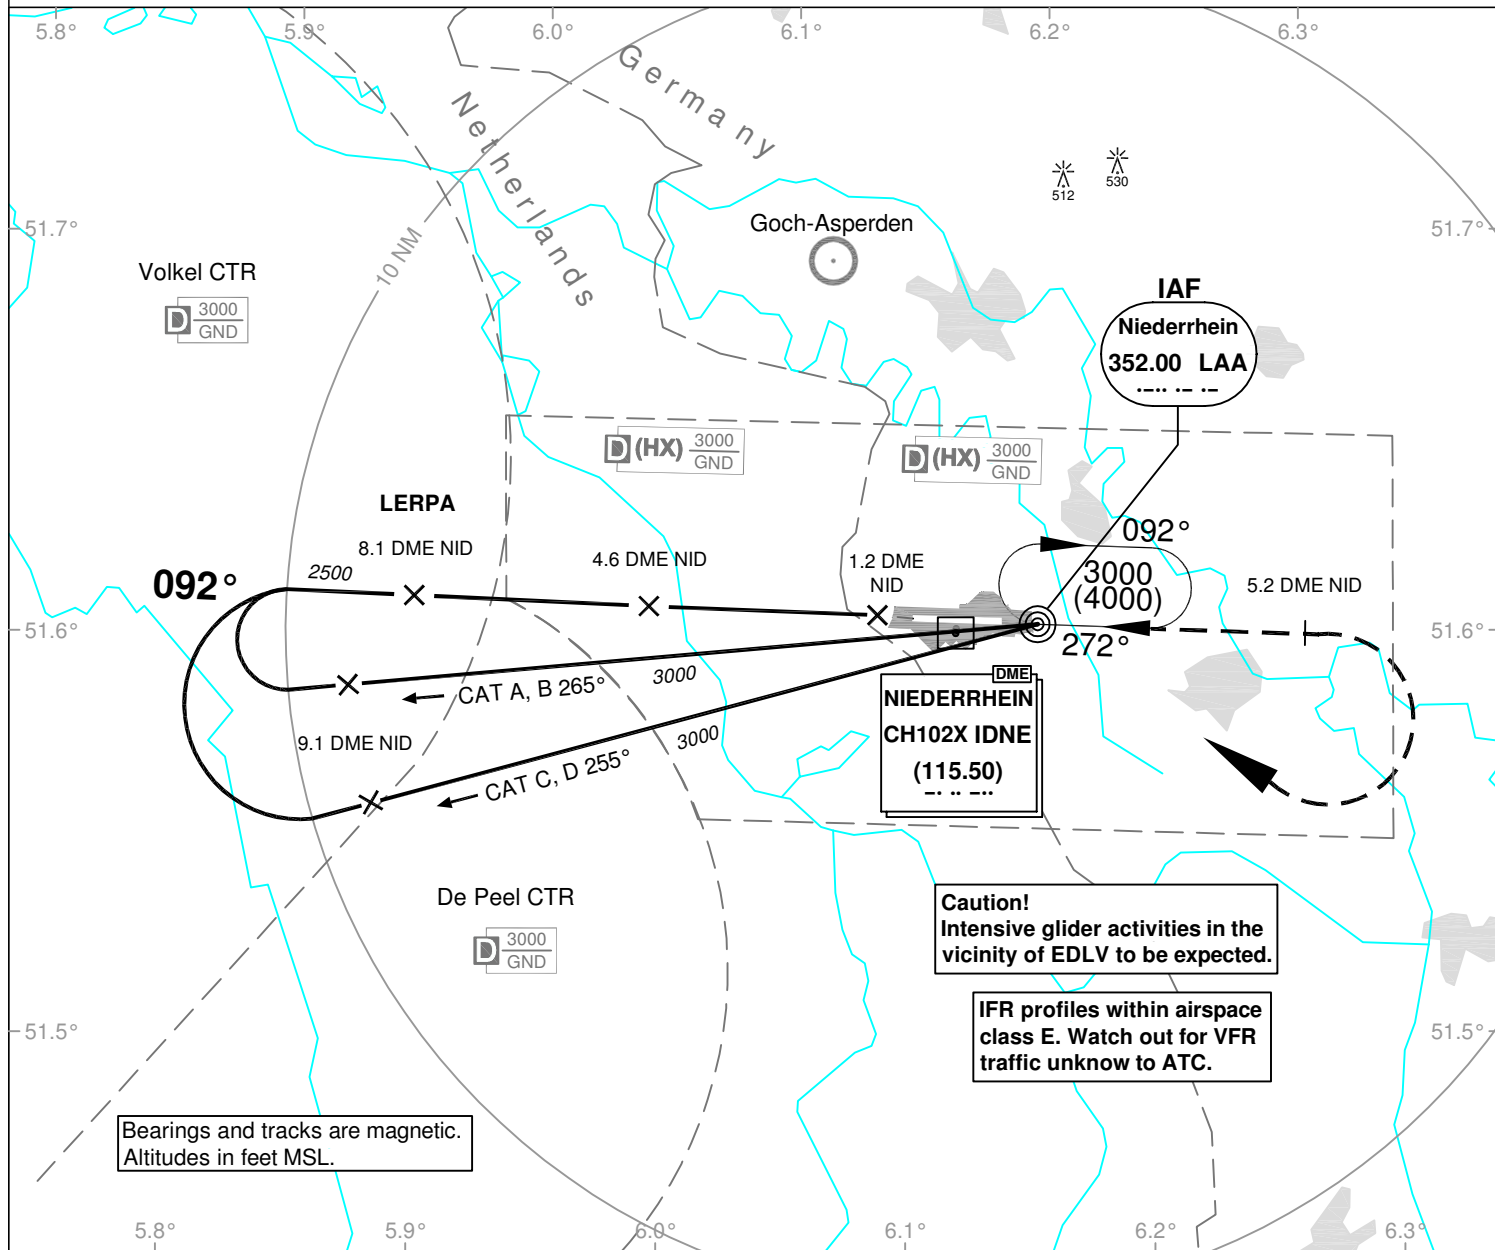 5.8°
5.9°
6.0°
6.1°
6.2°
6.3°
Germany
Netherlands
512
530
51.7°
51.7°
Goch-Asperden
10 NM
Volkel CTR
D 3000
GND
IAF
Niederrhein
352.00 LAA
D (HX) 3000
GND
D (HX) 3000
GND
LERPA
8.1 DME NID
4.6 DME NID
1.2 DME
NID
092°
3000
(4000)
272°
5.2 DME NID
092°
2500
51.6°
51.6°
CAT A, B 265°
3000
9.1 DME NID
CAT C, D 255°
3000
DME
NIEDERRHEIN
CH102X IDNE
(115.50)
De Peel CTR
D 3000
GND
Caution!
Intensive glider activities in the
vicinity of EDLV to be expected.
IFR profiles within airspace
class E. Watch out for VFR
traffic unknow to ATC.
51.5°
51.5°
Bearings and tracks are magnetic.
Altitudes in feet MSL.
5.8°
5.9°
6.0°
6.1°
6.2°
6.3°